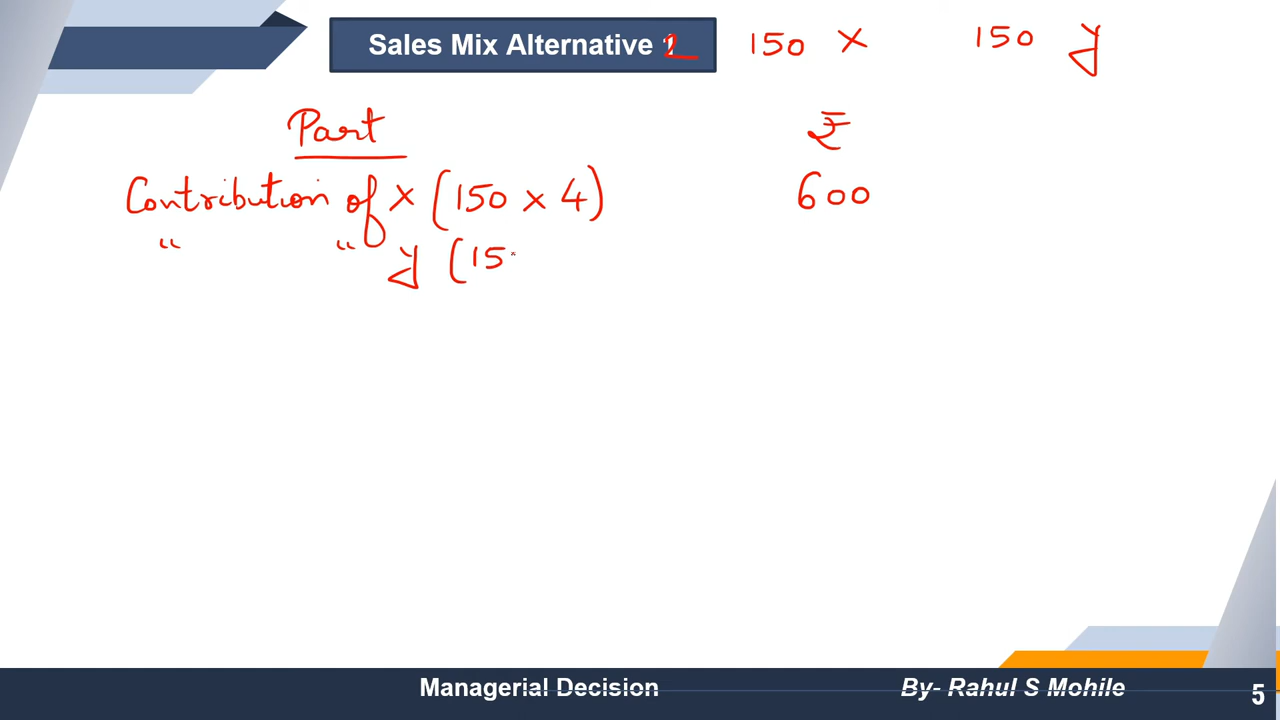 Sales Mix Alternative 2 150 X 150 y
Part ₹
Contribution of X (150 x 4) 600
" " y (15
Managerial Decision By- Rahul S Mohile 5